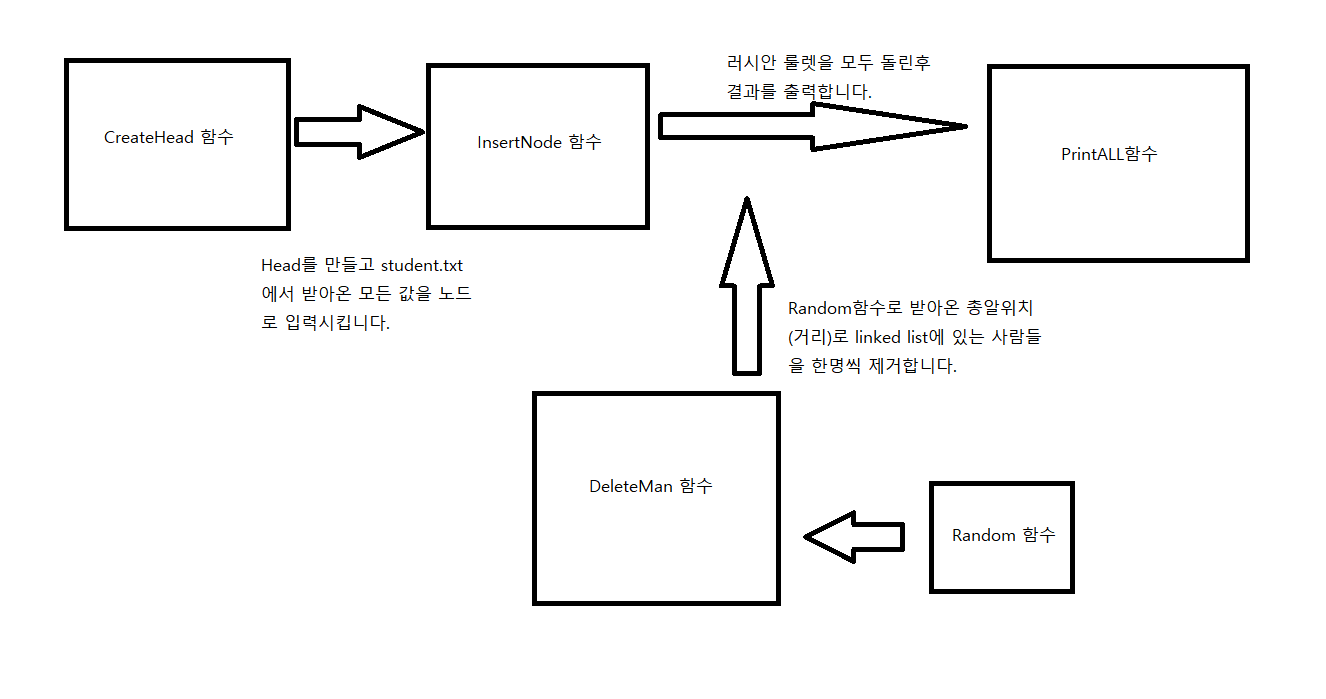 CreateHead 함수
InsertNode 함수
러시안 룰렛을 모두 돌린후
결과를 출력합니다.
PrintALL함수
Head를 만들고 student.txt
에서 받아온 모든 값을 노드
로 입력시킵니다.
Random함수로 받아온 총알위치
(거리)로 linked list에 있는 사람들
을 한명씩 제거합니다.
DeleteMan 함수
Random 함수